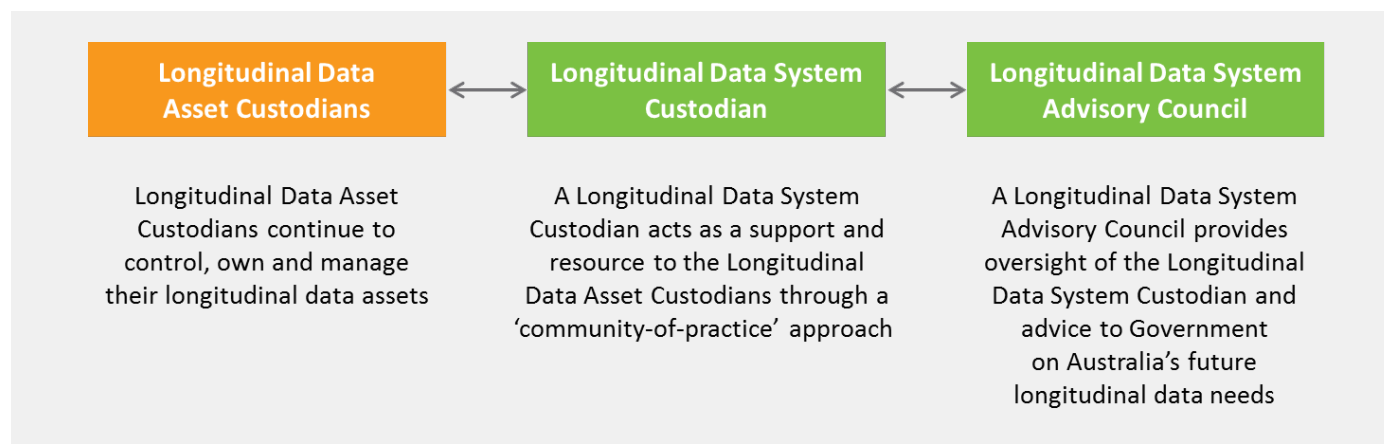 Longitudinal Data
Asset Custodians
Longitudinal Data System
Custodian
Longitudinal Data System
Advisory Council
Longitudinal Data Asset
Custodians continue to
control, own and manage
their longitudinal data assets
A Longitudinal Data System
Custodian acts as a support and
resource to the Longitudinal
Data Asset Custodians through a
‘community-of-practice’ approach
A Longitudinal Data System
Advisory Council provides
oversight of the Longitudinal
Data System Custodian and
advice to Government
on Australia’s future
longitudinal data needs